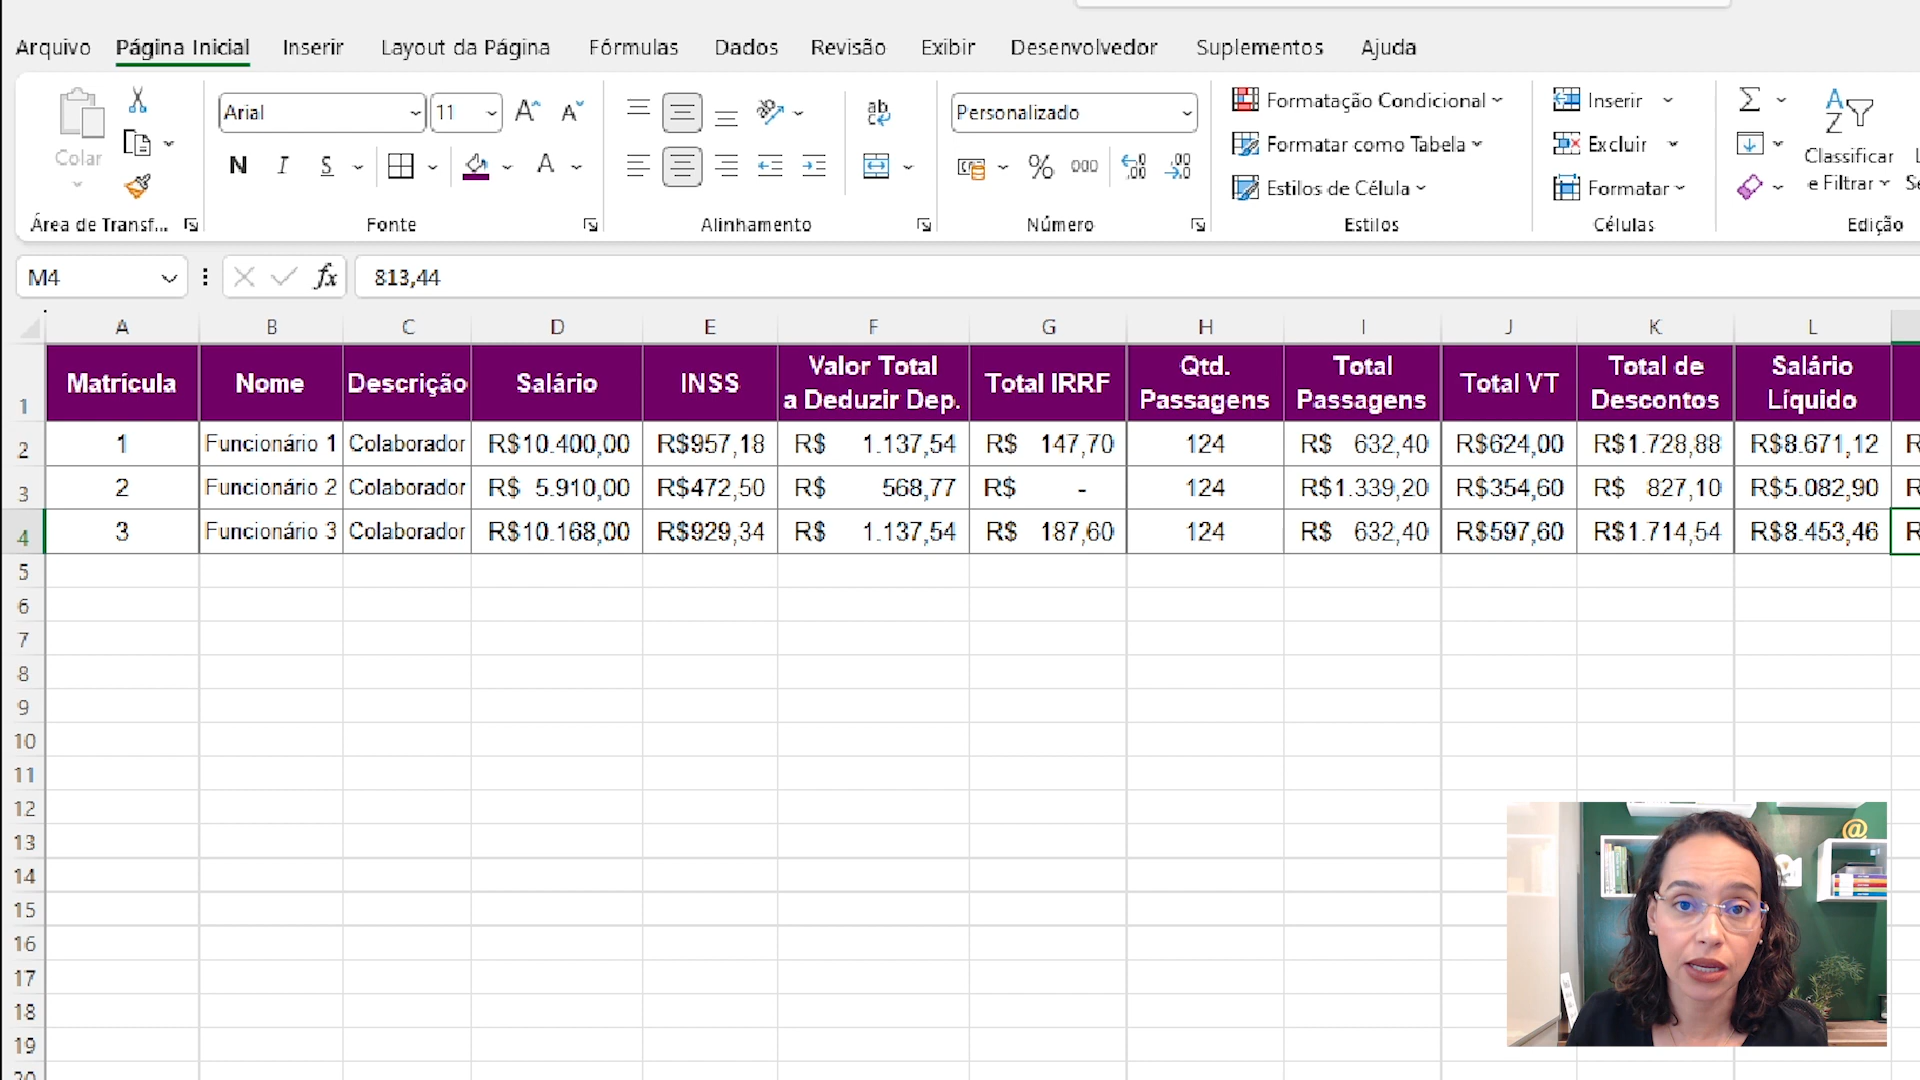 Arquivo Página Inicial Inserir Layout da Página Fórmulas Dados Revisão Exibir Desenvolvedor Suplementos Ajuda
Colar
Área de Transf...
Arial 11
N I S A
Fonte
ab
Alinhamento
Personalizado
% 000
Número
Formatação Condicional
Formatar como Tabela
Estilos de Célula
Estilos
Inserir
Excluir
Formatar
Células
Classificar
e Filtrar
Edição
M4 fx 813,44
A B C D E F G H I J K L
1 Matrícula Nome Descrição Salário INSS Valor Total a Deduzir Dep. Total IRRF Qtd. Passagens Total Passagens Total VT Total de Descontos Salário Líquido
2 1 Funcionário 1 Colaborador R$10.400,00 R$957,18 R$ 1.137,54 R$ 147,70 124 R$ 632,40 R$624,00 R$1.728,88 R$8.671,12
3 2 Funcionário 2 Colaborador R$ 5.910,00 R$472,50 R$ 568,77 R$ - 124 R$1.339,20 R$354,60 R$ 827,10 R$5.082,90
4 3 Funcionário 3 Colaborador R$10.168,00 R$929,34 R$ 1.137,54 R$ 187,60 124 R$ 632,40 R$597,60 R$1.714,54 R$8.453,46
5
6
7
8
9
10
11
12
13
14
15
16
17
18
19
20
@